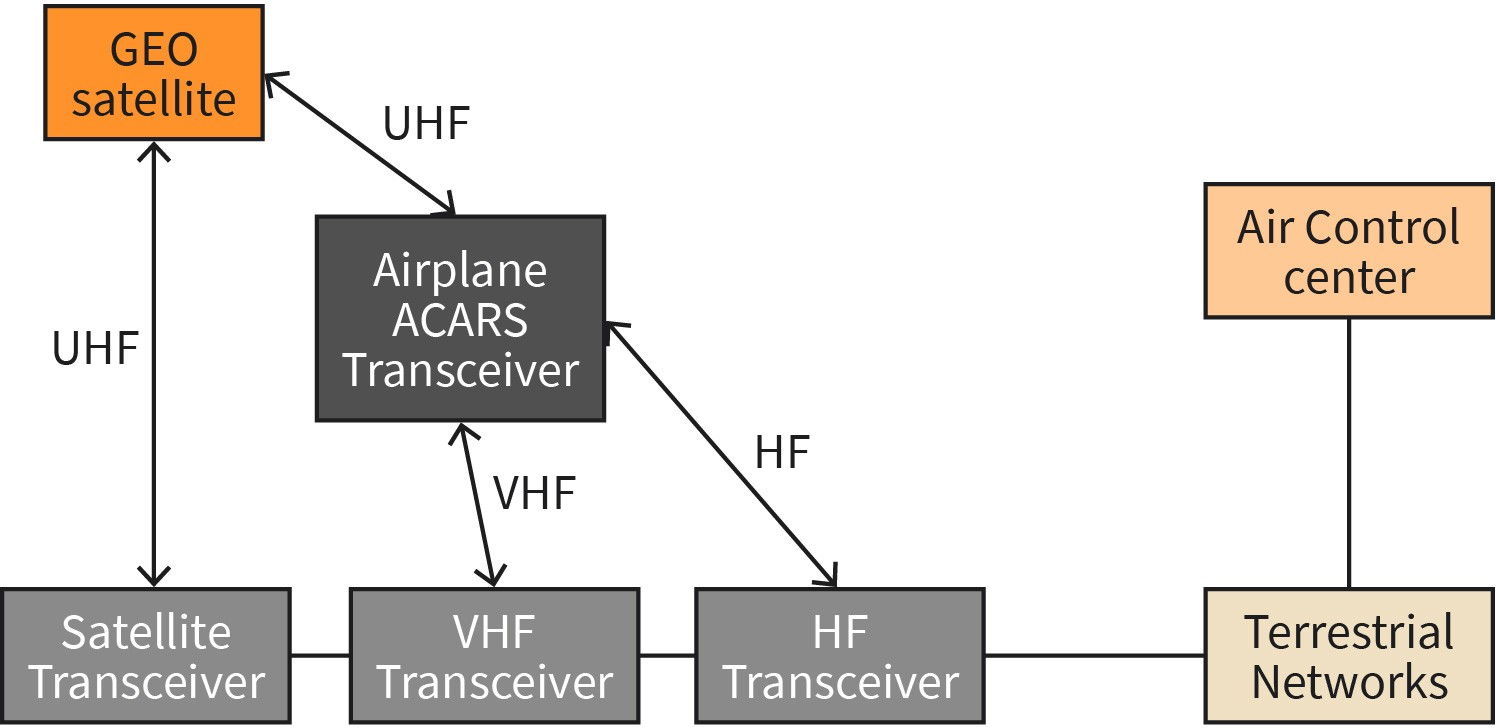 GEO
satellite
UHF
Airplane
ACARS
Transceiver
Air Control
center
UHF
HF
VHF
Satellite
Transceiver
VHF
Transceiver
HF
Transceiver
Terrestrial
Networks